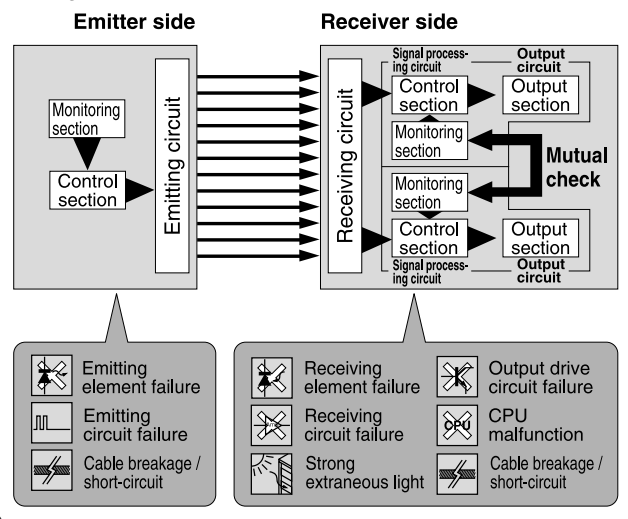 Emitter side
Receiver side
Monitoring
section
Control
section
Emitting circuit
Receiving circuit
Signal process-
ing circuit
Output
circuit
Control
section
Output
section
Monitoring
section
Mutual
check
Monitoring
section
Control
section
Output
section
Signal process-
ing circuit
Output
circuit
Emitting
element failure
Emitting
circuit failure
Cable breakage /
short-circuit
Receiving
element failure
Receiving
circuit failure
Strong
extraneous light
Output drive
circuit failure
CPU
CPU
malfunction
Cable breakage /
short-circuit